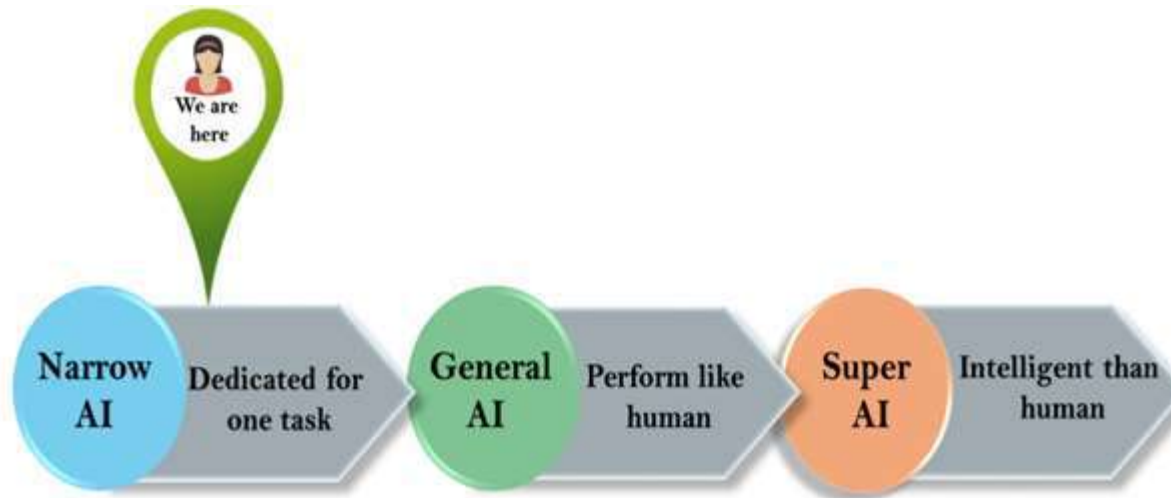 We are
here
Narrow
AI
Dedicated for
one task
General
AI
Perform like
human
Super
AI
Intelligent than
human